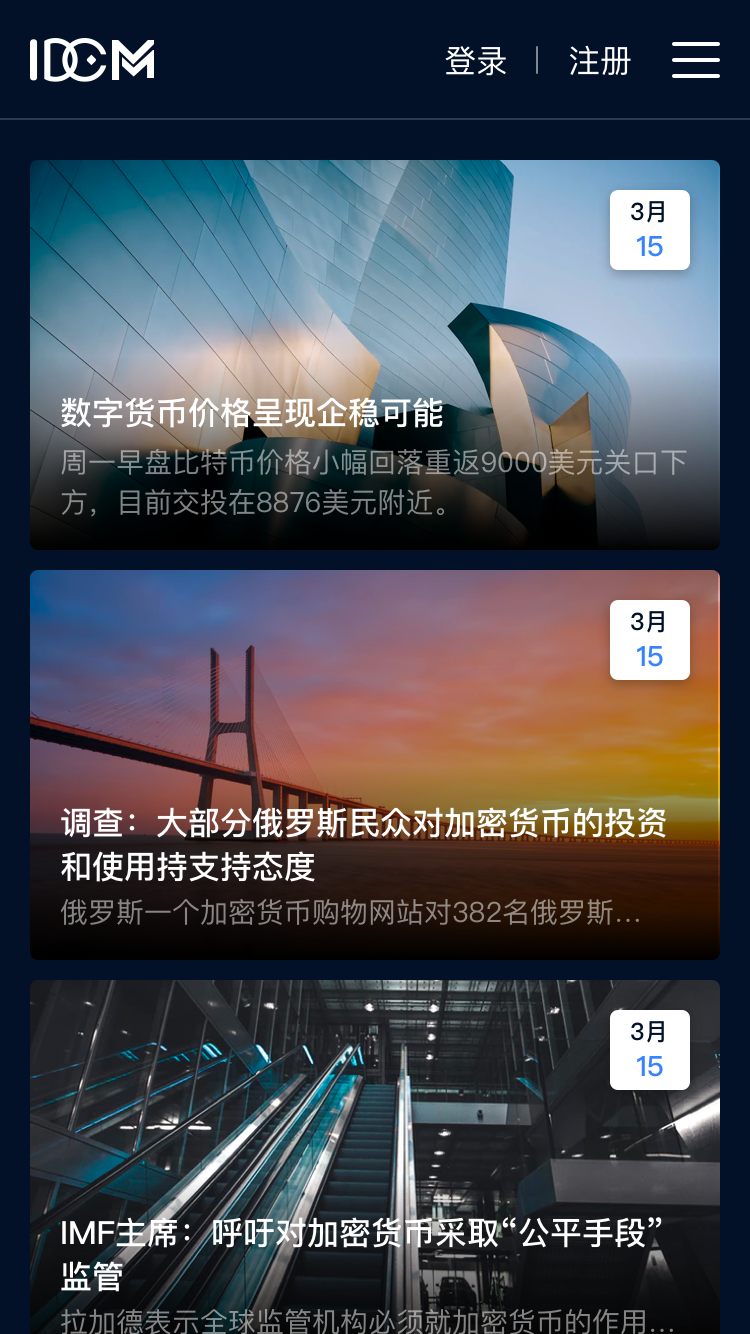 IDCM
登录 | 注册
3月
15
数字货币价格呈现企稳可能
周一早盘比特币价格小幅回落重返9000美元关口下
方，目前交投在8876美元附近。
3月
15
调查：大部分俄罗斯民众对加密货币的投资
和使用持支持态度
俄罗斯一个加密货币购物网站对382名俄罗斯...
3月
15
IMF主席：呼吁对加密货币采取“公平手段”
监管
拉加德表示全球监管机构必须就加密货币的作用...